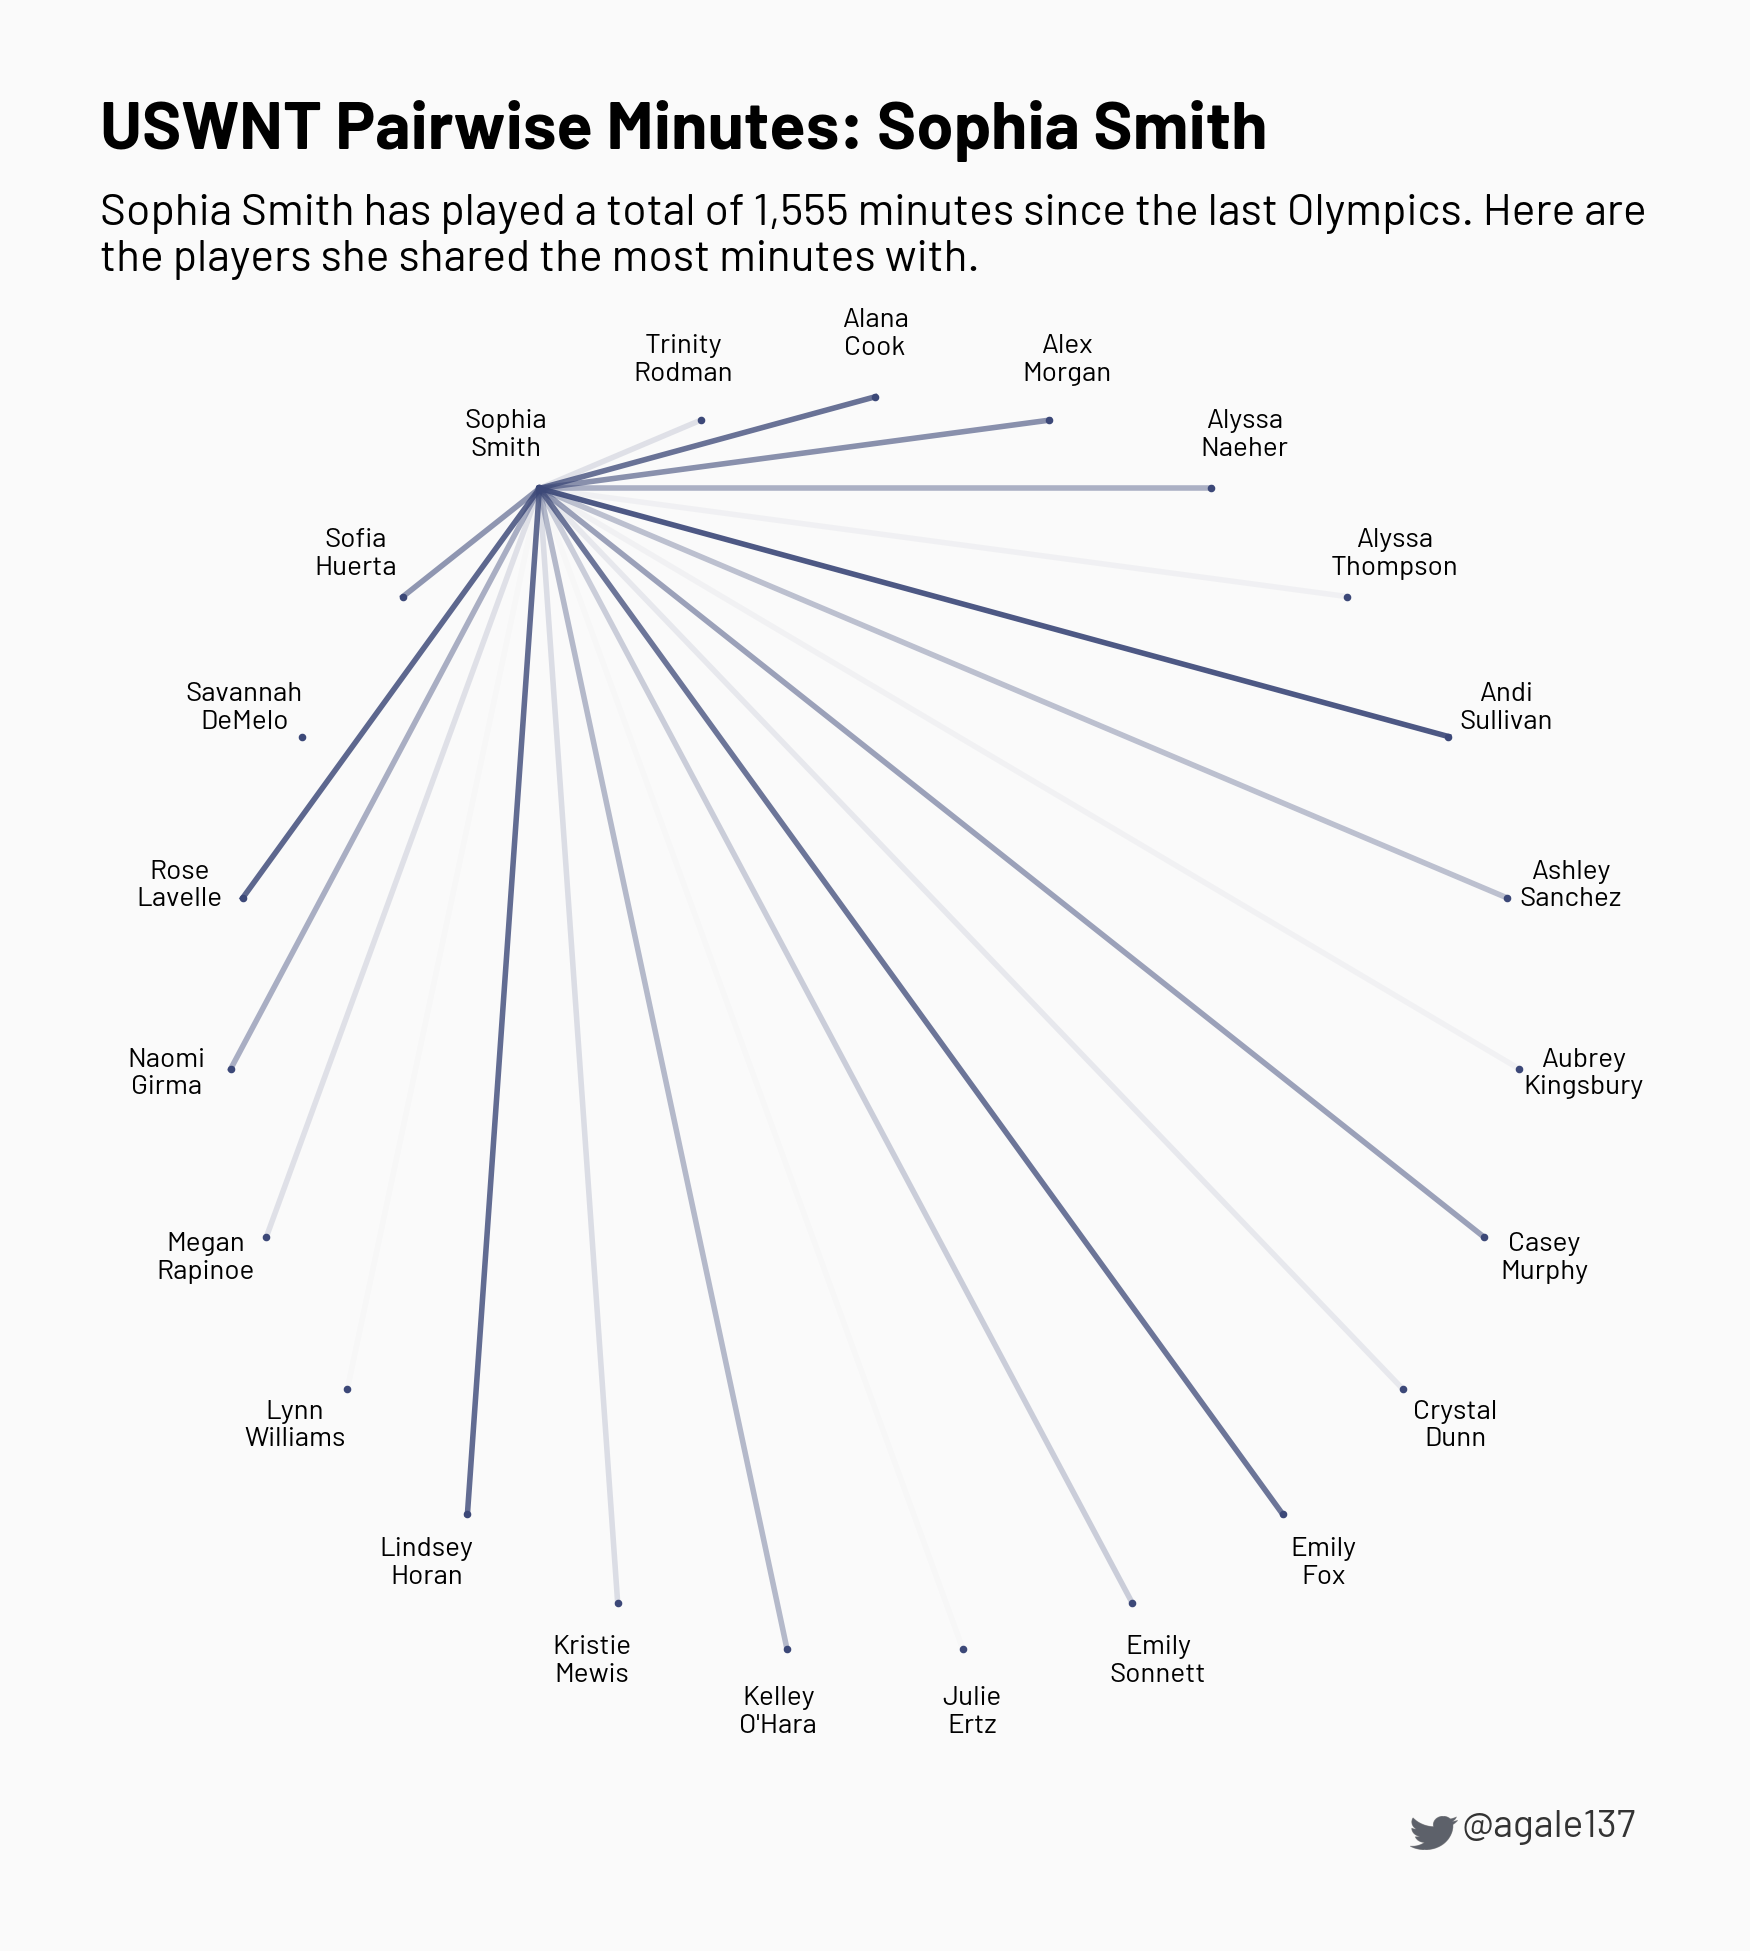 USWNT Pairwise Minutes: Sophia Smith
Sophia Smith has played a total of 1,555 minutes since the last Olympics. Here are
the players she shared the most minutes with.
Alana
Cook
Trinity
Rodman
Alex
Morgan
Sophia
Smith
Alyssa
Naeher
Sofia
Huerta
Alyssa
Thompson
Savannah
DeMelo
Andi
Sullivan
Rose
Lavelle
Ashley
Sanchez
Naomi
Girma
Aubrey
Kingsbury
Megan
Rapinoe
Casey
Murphy
Lynn
Williams
Crystal
Dunn
Lindsey
Horan
Emily
Fox
Kristie
Mewis
Emily
Sonnett
Kelley
O'Hara
Julie
Ertz
@agale137